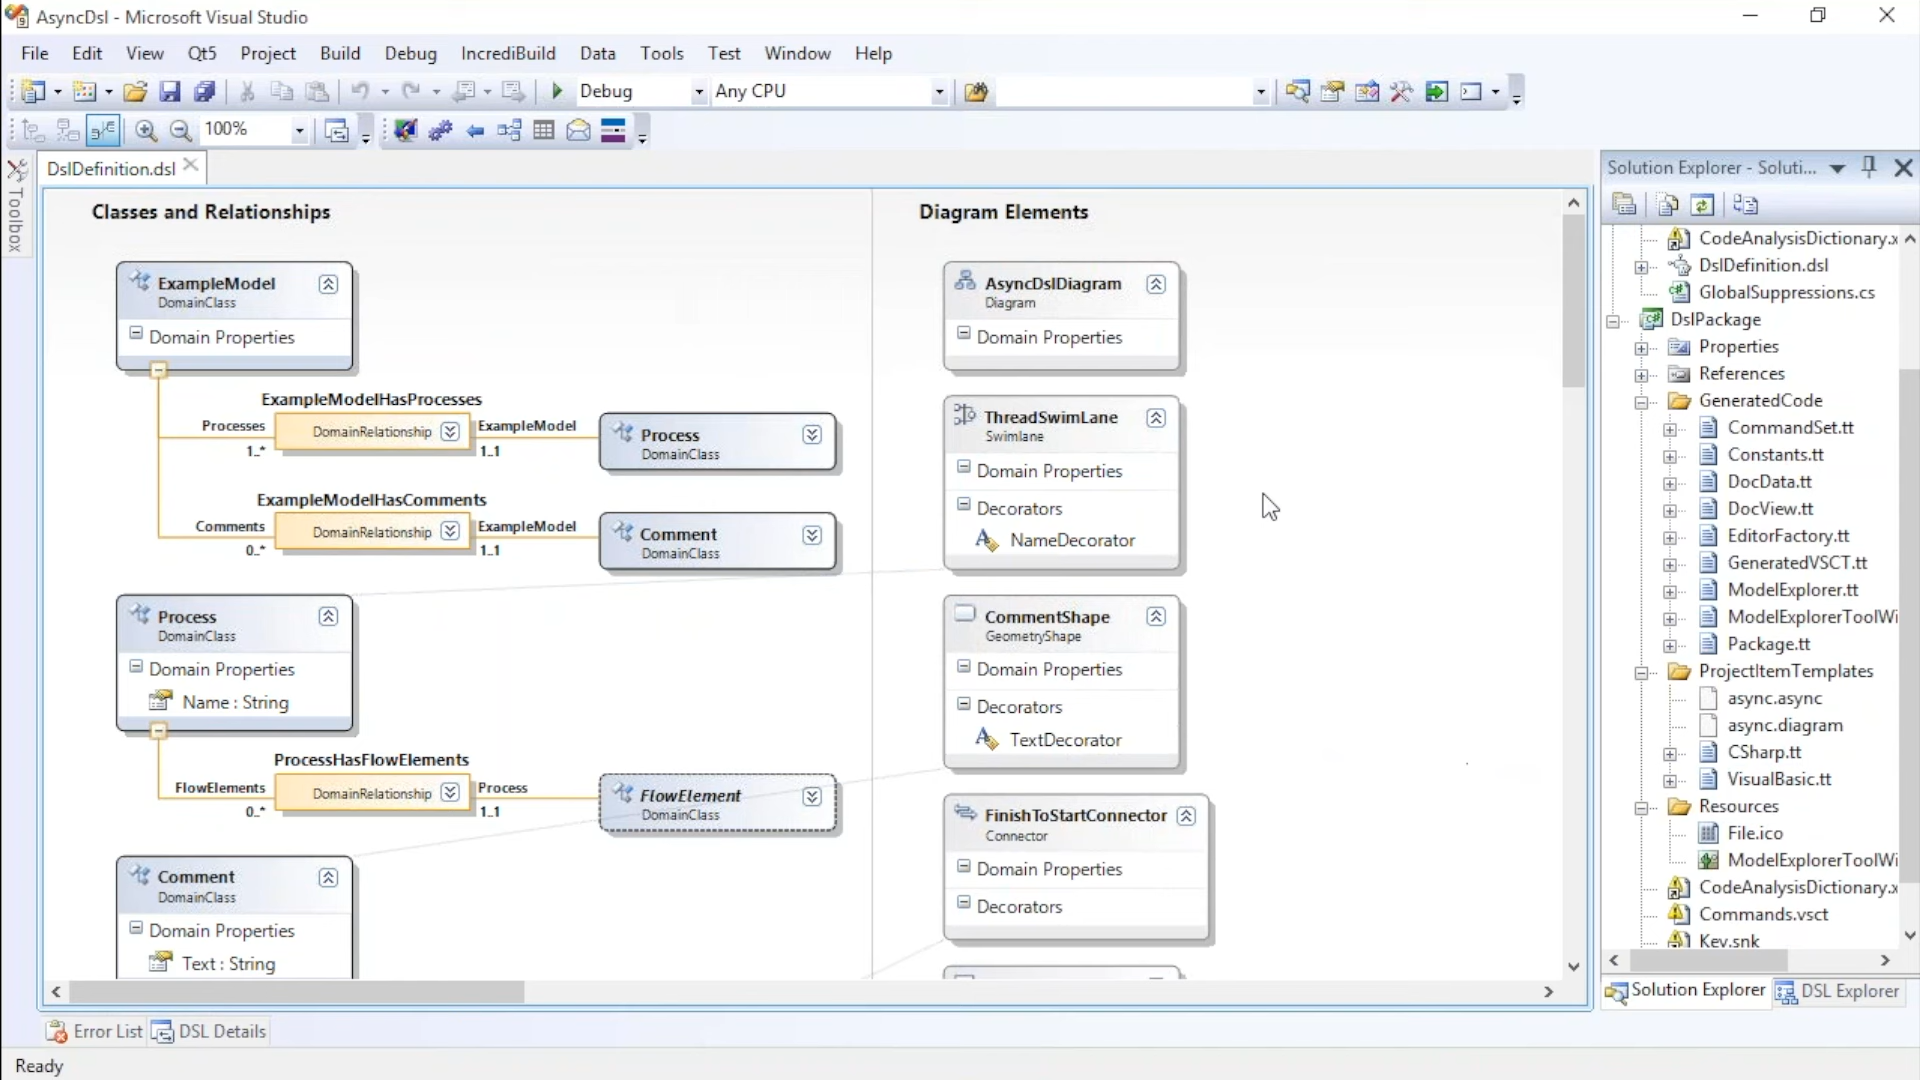 AsyncDsl - Microsoft Visual Studio
File Edit View Qt5 Project Build Debug IncrediBuild Data Tools Test Window Help
Debug Any CPU
100%
Toolbox
DslDefinition.dsl
Classes and Relationships
ExampleModel
DomainClass
Domain Properties
ExampleModelHasProcesses
Processes DomainRelationship ExampleModel
1..* 1..1
Process
DomainClass
ExampleModelHasComments
Comments DomainRelationship ExampleModel
0..* 1..1
Comment
DomainClass
Process
DomainClass
Domain Properties
Name : String
ProcessHasFlowElements
FlowElements DomainRelationship Process
0..* 1..1
FlowElement
DomainClass
Comment
DomainClass
Domain Properties
Text : String
Diagram Elements
AsyncDslDiagram
Diagram
Domain Properties
ThreadSwimLane
Swimlane
Domain Properties
Decorators
NameDecorator
CommentShape
GeometryShape
Domain Properties
Decorators
TextDecorator
FinishToStartConnector
Connector
Domain Properties
Decorators
Solution Explorer - Soluti...
CodeAnalysisDictionary.x
DslDefinition.dsl
GlobalSuppressions.cs
DslPackage
Properties
References
GeneratedCode
CommandSet.tt
Constants.tt
DocData.tt
DocView.tt
EditorFactory.tt
GeneratedVSCT.tt
ModelExplorer.tt
ModelExplorerToolWi
Package.tt
ProjectItemTemplates
async.async
async.diagram
CSharp.tt
VisualBasic.tt
Resources
File.ico
ModelExplorerToolWi
CodeAnalysisDictionary.x
Commands.vsct
Key.snk
Solution Explorer DSL Explorer
Error List DSL Details
Ready